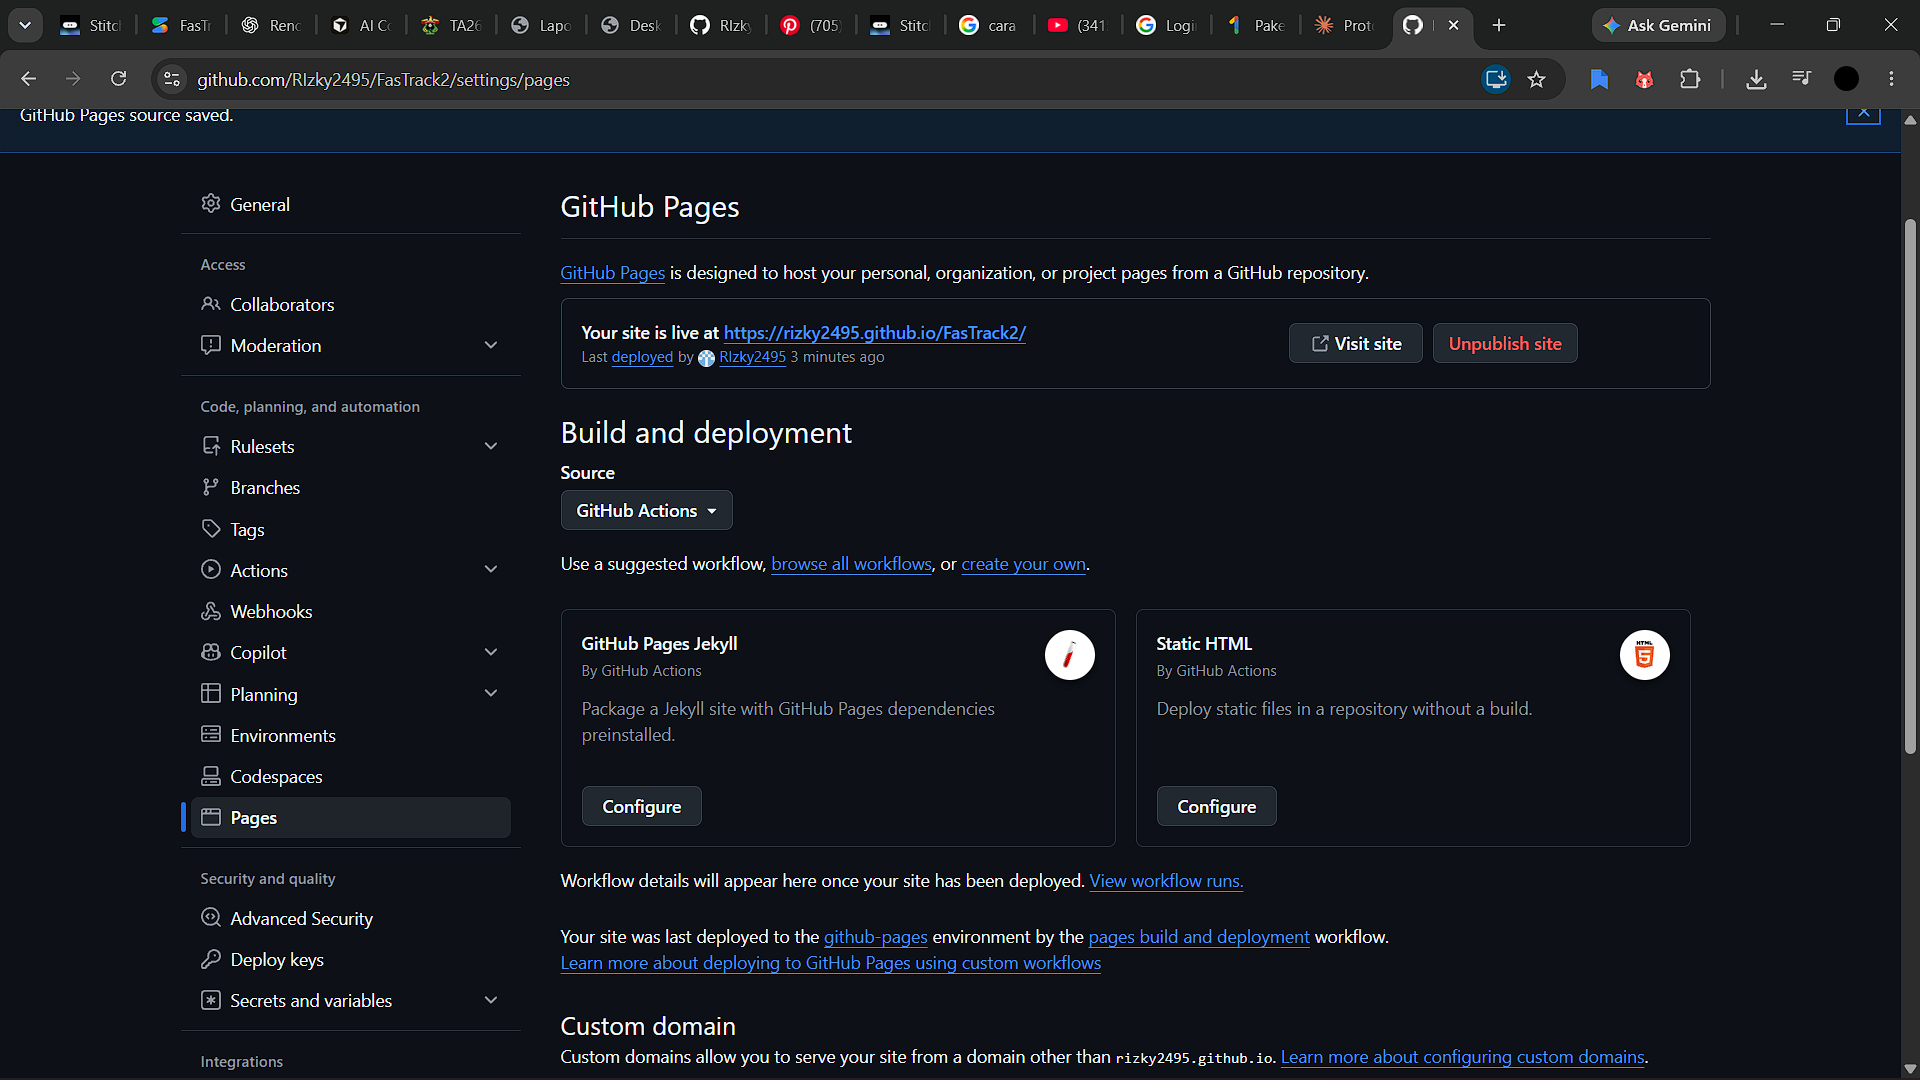 Stitch
FasTr
Renc
AI Co
TA26
Lapo
Desk
RIzky
(705)
Stitch
cara
(341
Login
Pake
Proto
Ask Gemini
github.com/RIzky2495/FasTrack2/settings/pages
GitHub Pages source saved.
General
Access
Collaborators
Moderation
Code, planning, and automation
Rulesets
Branches
Tags
Actions
Webhooks
Copilot
Planning
Environments
Codespaces
Pages
Security and quality
Advanced Security
Deploy keys
Secrets and variables
Integrations
GitHub Pages
GitHub Pages is designed to host your personal, organization, or project pages from a GitHub repository.
Your site is live at https://rizky2495.github.io/FasTrack2/
Last deployed by RIzky2495 3 minutes ago
Visit site
Unpublish site
Build and deployment
Source
GitHub Actions
Use a suggested workflow, browse all workflows, or create your own.
GitHub Pages Jekyll
By GitHub Actions
Package a Jekyll site with GitHub Pages dependencies
preinstalled.
Configure
Static HTML
By GitHub Actions
Deploy static files in a repository without a build.
Configure
HTML
5
Workflow details will appear here once your site has been deployed. View workflow runs.
Your site was last deployed to the github-pages environment by the pages build and deployment workflow.
Learn more about deploying to GitHub Pages using custom workflows
Custom domain
Custom domains allow you to serve your site from a domain other than rizky2495.github.io. Learn more about configuring custom domains.